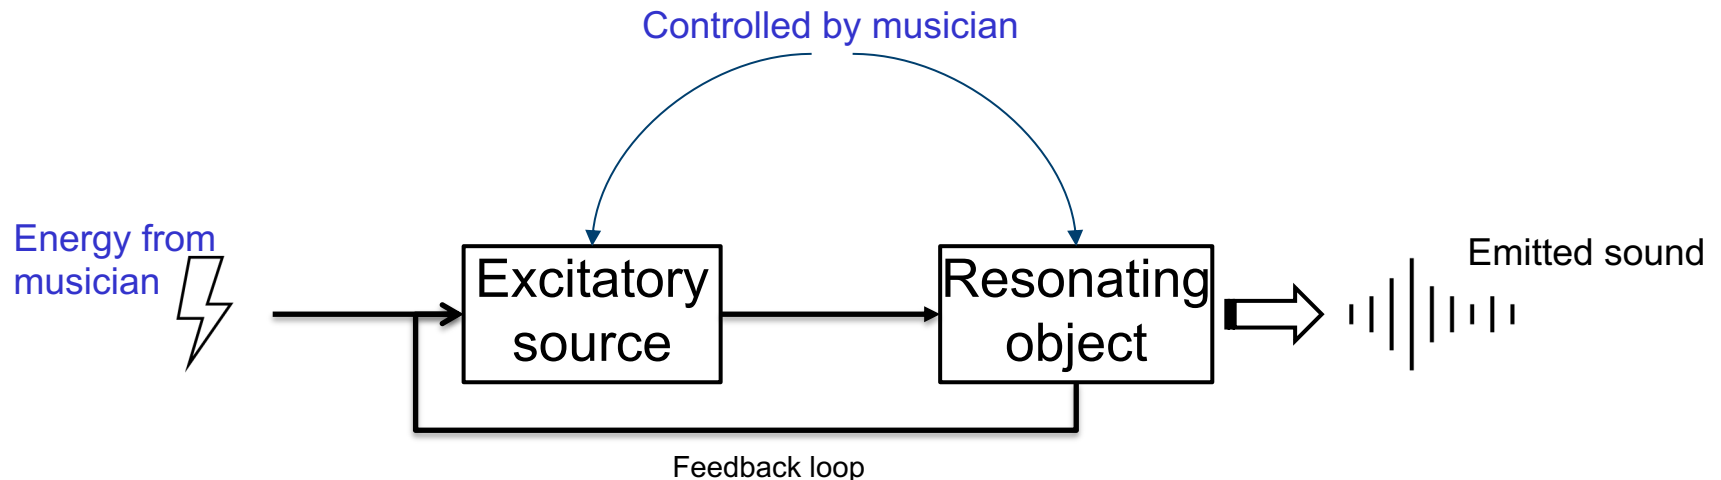 Controlled by musician
Energy from
musician
Excitatory
source
Resonating
object
Emitted sound
Feedback loop